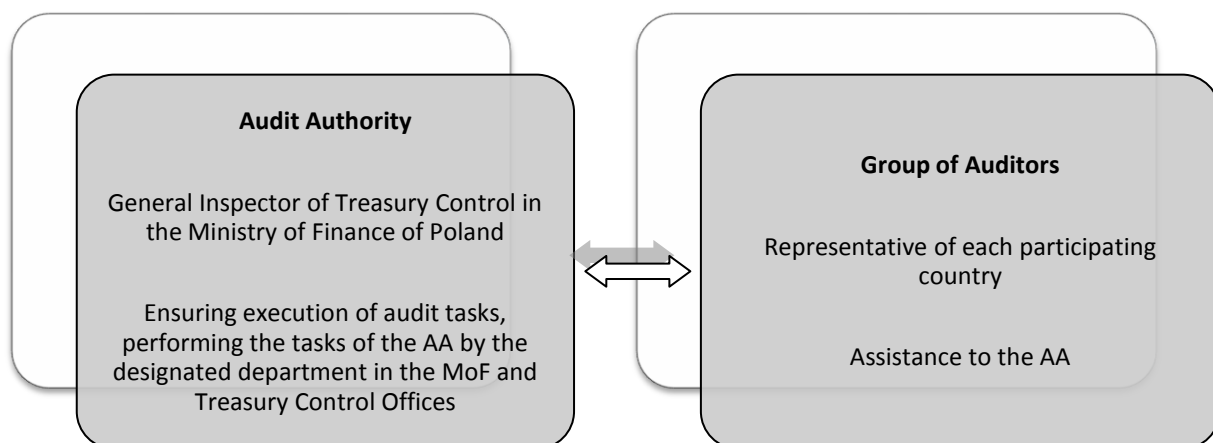 Audit Authority
General Inspector of Treasury Control in
the Ministry of Finance of Poland
Ensuring execution of audit tasks,
performing the tasks of the AA by the
designated department in the MoF and
Treasury Control Offices
Group of Auditors
Representative of each participating
country
Assistance to the AA